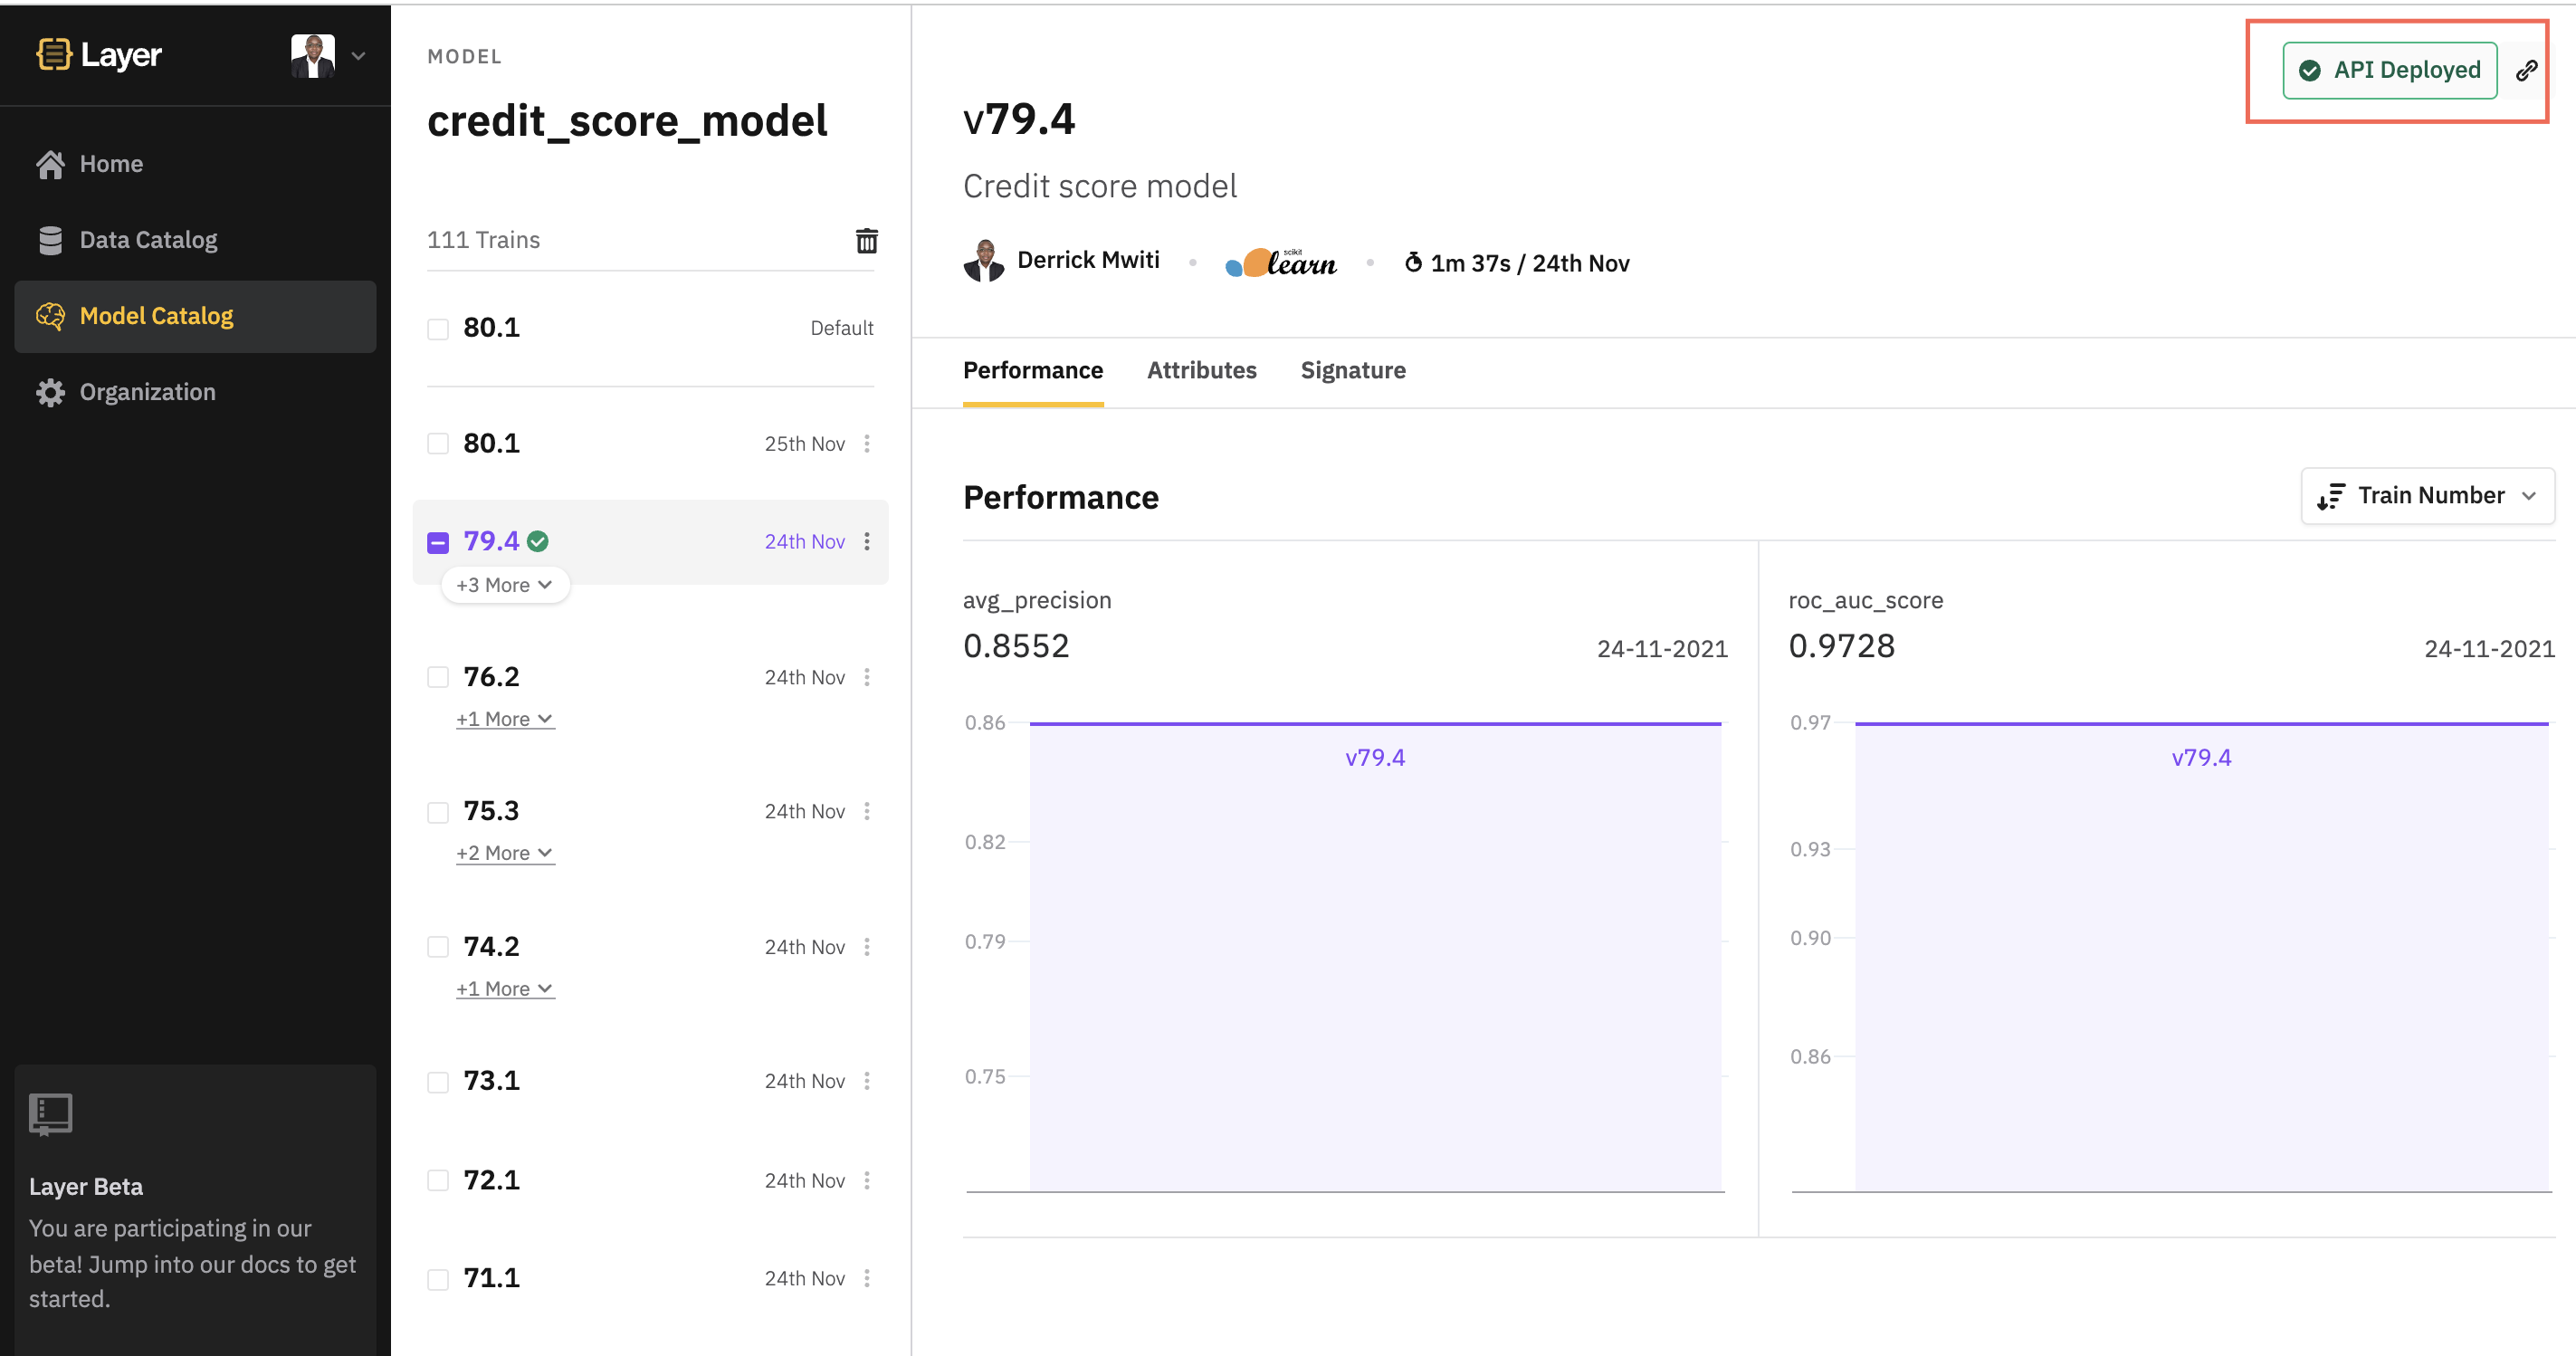 Layer
Home
Data Catalog
Model Catalog
Organization
Layer Beta
You are participating in our
beta! Jump into our docs to get
started.
MODEL
credit_score_model
111 Trains
80.1 Default
80.1 25th Nov
79.4 24th Nov
+3 More
76.2 24th Nov
+1 More
75.3 24th Nov
+2 More
74.2 24th Nov
+1 More
73.1 24th Nov
72.1 24th Nov
71.1 24th Nov
API Deployed
v79.4
Credit score model
Derrick Mwiti • scikit learn • 1m 37s / 24th Nov
Performance Attributes Signature
Performance
Train Number
avg_precision
0.8552 24-11-2021
0.86
v79.4
0.82
0.79
0.75
roc_auc_score
0.9728 24-11-2021
0.97
v79.4
0.93
0.90
0.86